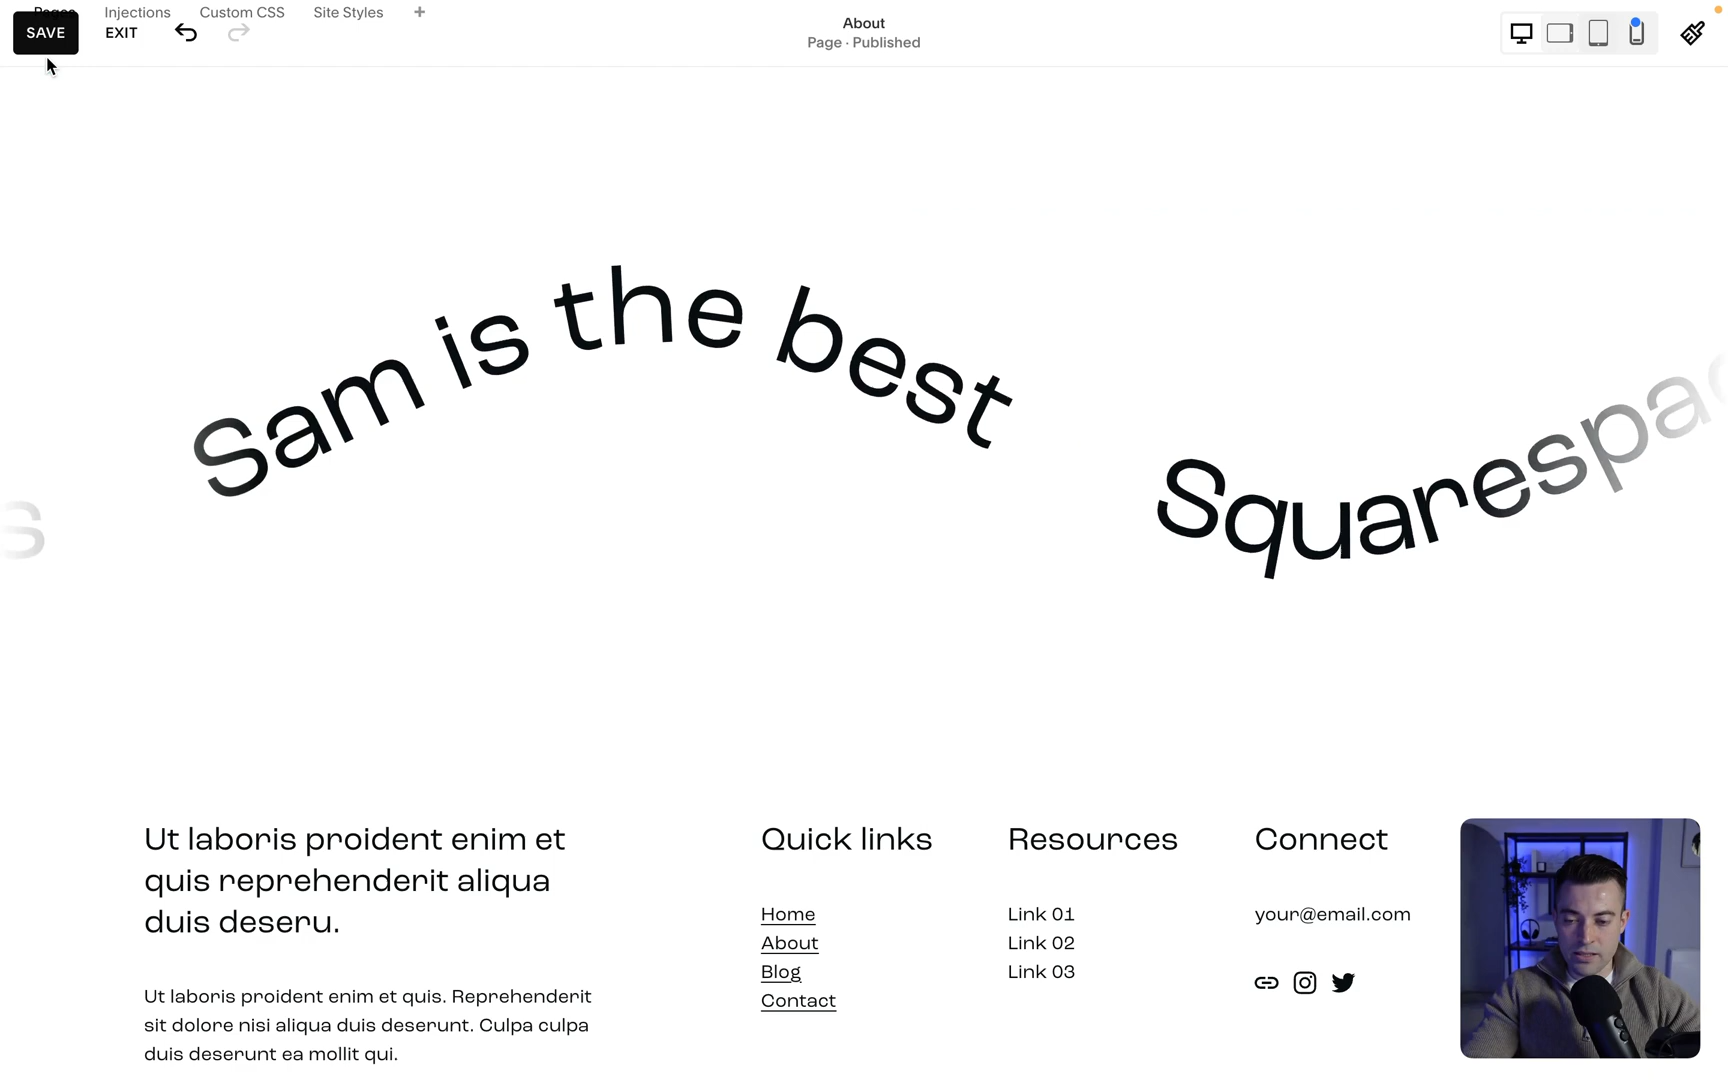 Pages Injections Custom CSS Site Styles +
SAVE EXIT
About
Page · Published
s Sam is the best Squarespac
Ut laboris proident enim et
quis reprehenderit aliqua
duis deseru.
Ut laboris proident enim et quis. Reprehenderit
sit dolore nisi aliqua duis deserunt. Culpa culpa
duis deserunt ea mollit qui.
Quick links
Home
About
Blog
Contact
Resources
Link 01
Link 02
Link 03
Connect
your@email.com